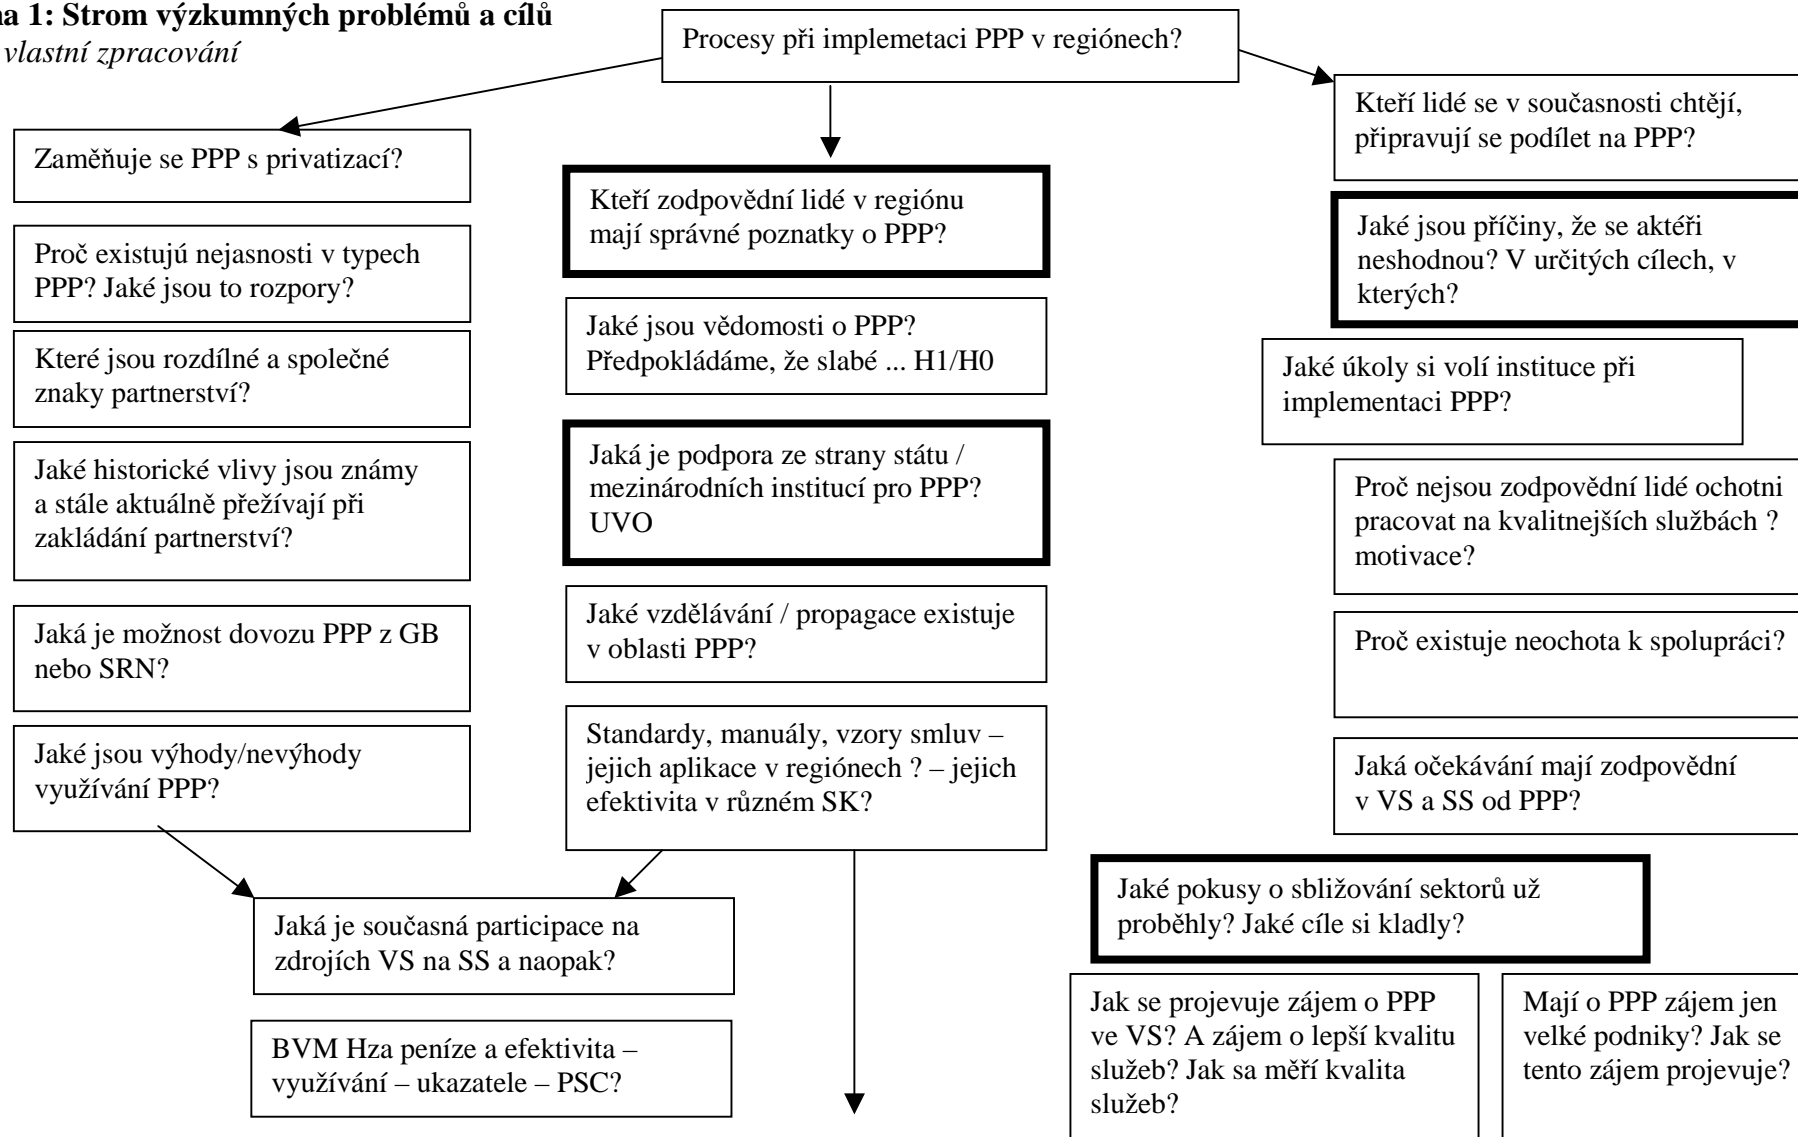 na 1: Strom výzkumných problémů a cílů
vlastní zpracování
Procesy při implemetaci PPP v regiónech?
Zaměňuje se PPP s privatizací?
Proč existujú nejasnosti v typech
PPP? Jaké jsou to rozpory?
Které jsou rozdílné a společné
znaky partnerství?
Jaké historické vlivy jsou známy
a stále aktuálně přežívají při
zakládání partnerství?
Jaká je možnost dovozu PPP z GB
nebo SRN?
Jaké jsou výhody/nevýhody
využívání PPP?
Kteří zodpovědní lidé v regiónu
mají správné poznatky o PPP?
Jaké jsou vědomosti o PPP?
Předpokládáme, že slabé ... H1/H0
Jaká je podpora ze strany státu /
mezinárodních institucí pro PPP?
UVO
Jaké vzdělávání / propagace existuje
v oblasti PPP?
Standardy, manuály, vzory smluv –
jejich aplikace v regiónech ? – jejich
efektivita v různém SK?
Jaká je současná participace na
zdrojích VS na SS a naopak?
BVM Hza peníze a efektivita –
využívání – ukazatele – PSC?
Kteří lidé se v současnosti chtějí,
připravují se podílet na PPP?
Jaké jsou příčiny, že se aktéři
neshodnou? V určitých cílech, v
kterých?
Jaké úkoly si volí instituce při
implementaci PPP?
Proč nejsou zodpovědní lidé ochotni
pracovat na kvalitnejších službách ?
motivace?
Proč existuje neochota k spolupráci?
Jaká očekávání mají zodpovědní
v VS a SS od PPP?
Jaké pokusy o sbližování sektorů už
proběhly? Jaké cíle si kladly?
Jak se projevuje zájem o PPP
ve VS? A zájem o lepší kvalitu
služeb? Jak sa měří kvalita
služeb?
Mají o PPP zájem jen
velké podniky? Jak se
tento zájem projevuje?